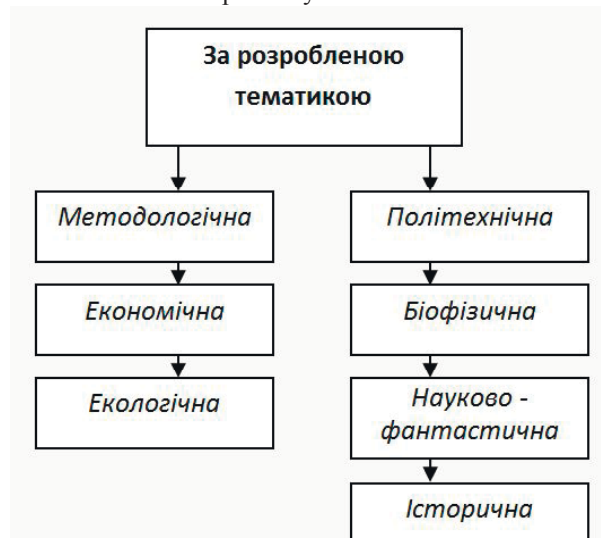 За розробленою
тематикою
Методологічна
Політехнічна
Економічна
Біофізична
Екологічна
Науково -
фантастична
Історична